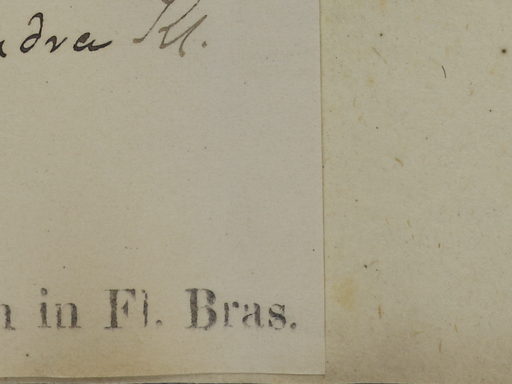 ndra Kl.
n in Fl. Bras.